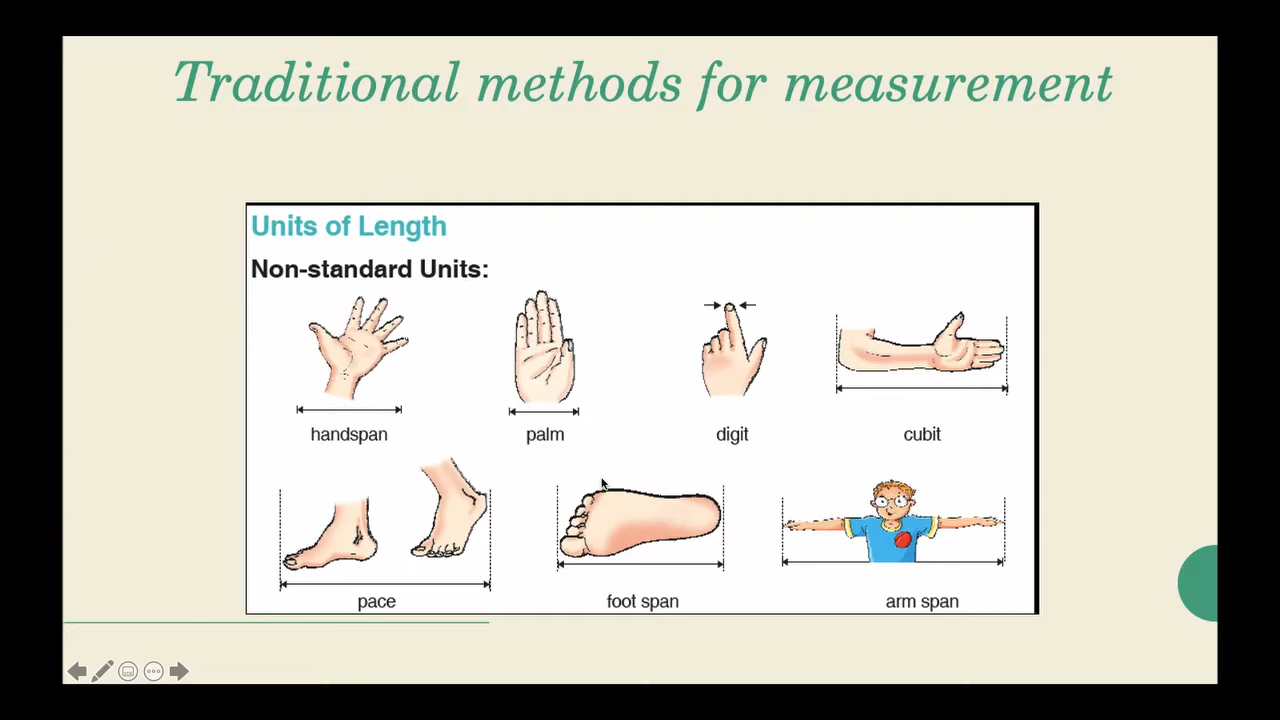 Traditional methods for measurement
Units of Length
Non-standard Units:
handspan
palm
digit
cubit
pace
foot span
arm span